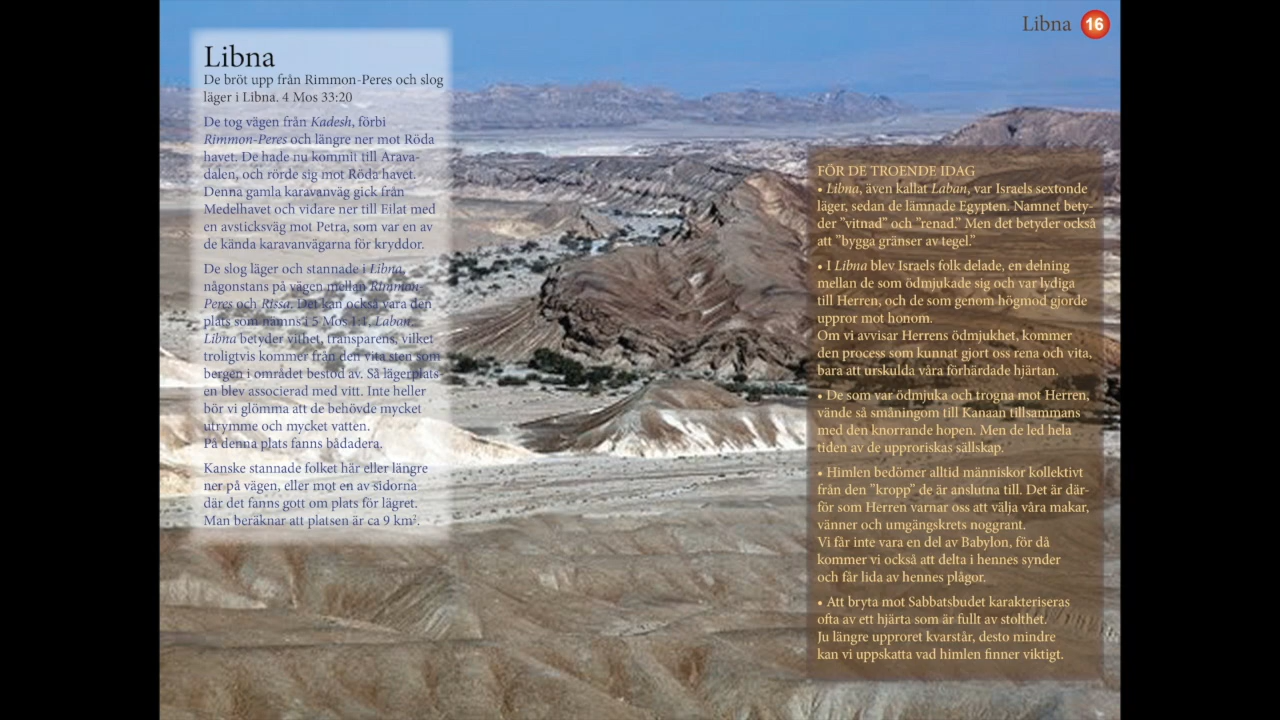 Libna 16
Libna
De bröt upp från Rimmon-Peres och slog
läger i Libna. 4 Mos 33:20
De tog vägen från Kadesh, förbi
Rimmon-Peres och längre ner mot Röda
havet. De hade nu kommit till Arava-
dalen, och rörde sig mot Röda havet.
Denna gamla karavanväg gick från
Medelhavet och vidare ner till Eilat med
en avsticksväg mot Petra, som var en av
de kända karavanvägarna för kryddor.
De slog läger och stannade i Libna,
någonstans på vägen mellan Rimmon-
Peres och Rissa. Det kan också vara den
plats som nämns i 5 Mos 1:1, Laban.
Libna betyder vithet, transparens, vilket
troligtvis kommer från den vita sten som
bergen i området bestod av. Så lägerplats-
en blev associerad med vitt. Inte heller
bör vi glömma att de behövde mycket
utrymme och mycket vatten.
På denna plats fanns bådadera.
Kanske stannade folket här eller längre
ner på vägen, eller mot en av sidorna
där det fanns gott om plats för lägret.
Man beräknar att platsen är ca 9 km².
FÖR DE TROENDE IDAG
• Libna, även kallat Laban, var Israels sextonde
läger, sedan de lämnade Egypten. Namnet bety-
der ”vitnad” och ”renad.” Men det betyder också
att ”bygga gränser av tegel.”
• I Libna blev Israels folk delade, en delning
mellan de som ödmjukade sig och var lydiga
till Herren, och de som genom högmod gjorde
uppror mot honom.
Om vi avvisar Herrens ödmjukhet, kommer
den process som kunnat gjort oss rena och vita,
bara att urskulda våra förhärdade hjärtan.
• De som var ödmjuka och trogna mot Herren,
vände så småningom till Kanaan tillsammans
med den knorrande hopen. Men de led hela
tiden av de upproriskas sällskap.
• Himlen bedömer alltid människor kollektivt
från den ”kropp” de är anslutna till. Det är där-
för som Herren varnar oss att välja våra makar,
vänner och umgängskrets noggrant.
Vi får inte vara en del av Babylon, för då
kommer vi också att delta i hennes synder
och får lida av hennes plågor.
• Att bryta mot Sabbatsbudet karakteriseras
ofta av ett hjärta som är fullt av stolthet.
Ju längre upproret kvarstår, desto mindre
kan vi uppskatta vad himlen finner viktigt.